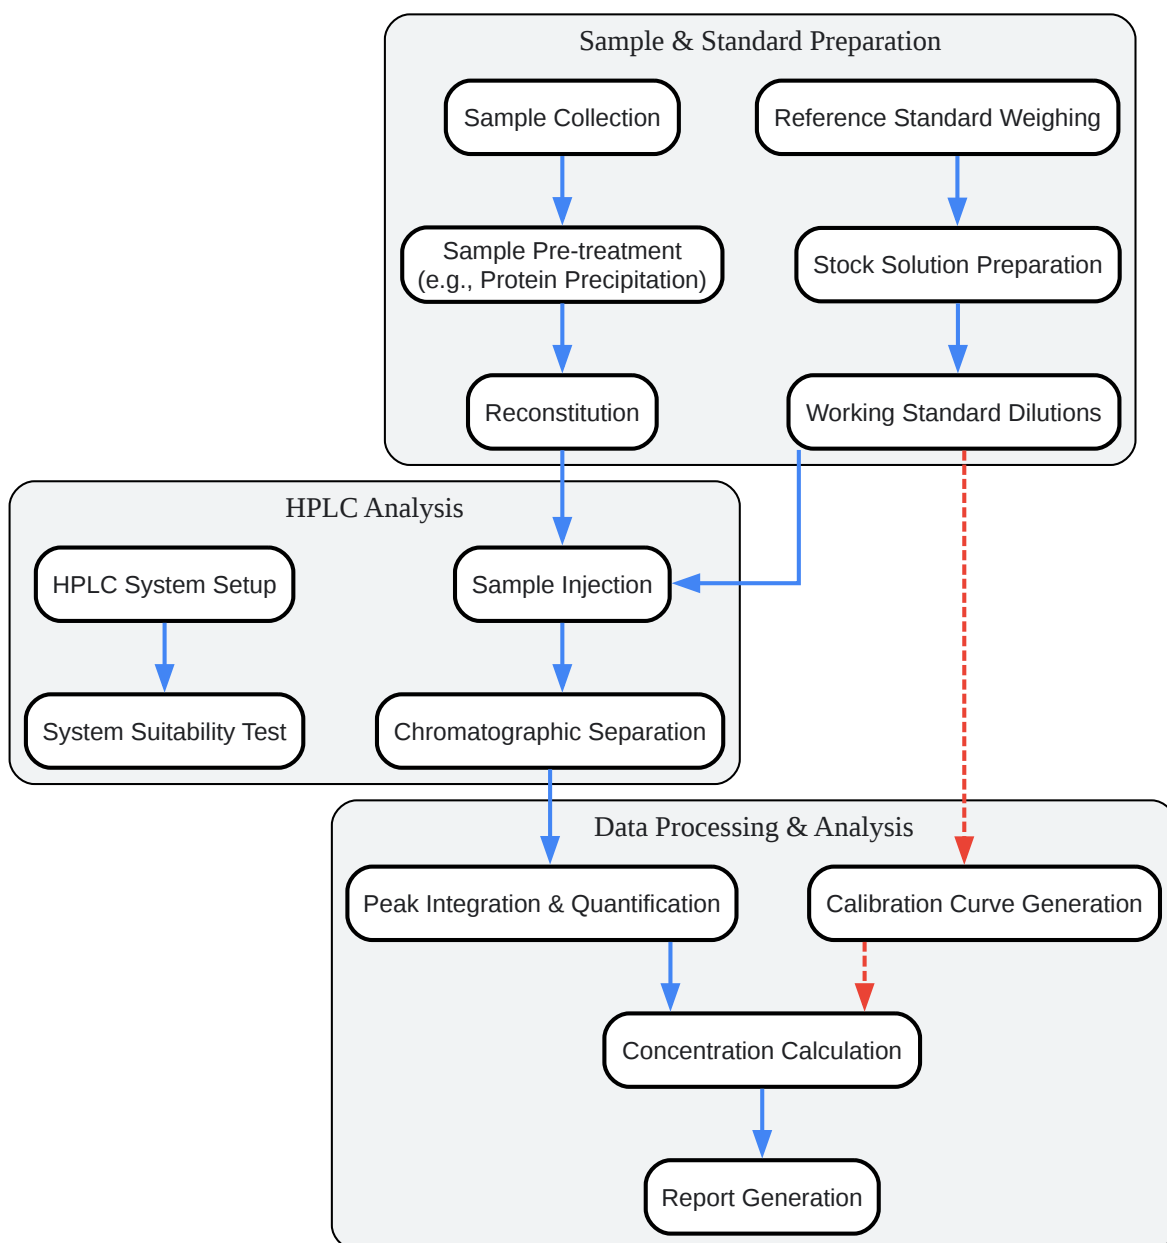 Sample & Standard Preparation
Sample Collection
Reference Standard Weighing
Sample Pre-treatment
(e.g., Protein Precipitation)
Stock Solution Preparation
Reconstitution
Working Standard Dilutions
HPLC Analysis
HPLC System Setup
Sample Injection
System Suitability Test
Chromatographic Separation
Data Processing & Analysis
Peak Integration & Quantification
Calibration Curve Generation
Concentration Calculation
Report Generation